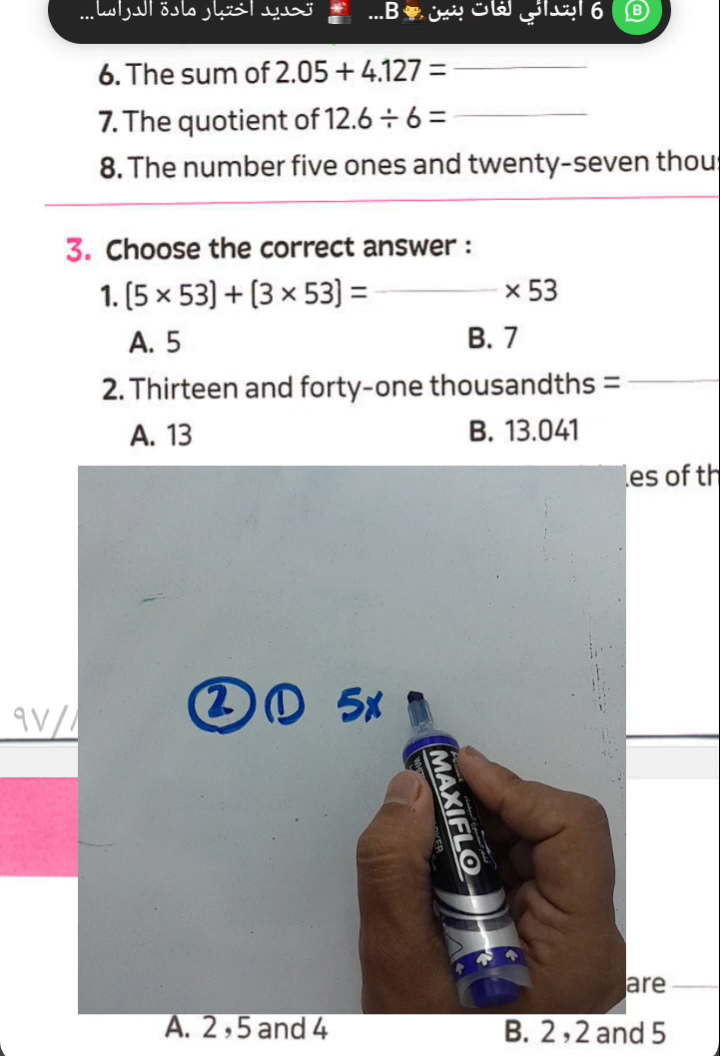 6 ابتدائي لغات بنين B... تحديد اختبار مادة الدراسا...
6. The sum of 2.05 + 4.127 =
7. The quotient of 12.6 ÷ 6 =
8. The number five ones and twenty-seven thous
3. Choose the correct answer :
1. (5 × 53) + (3 × 53) = × 53
A. 5 B. 7
2. Thirteen and forty-one thousandths =
A. 13 B. 13.041
les of th
② ① 5x
MAXIFLO
٩٧//
are
A. 2,5 and 4 B. 2,2 and 5